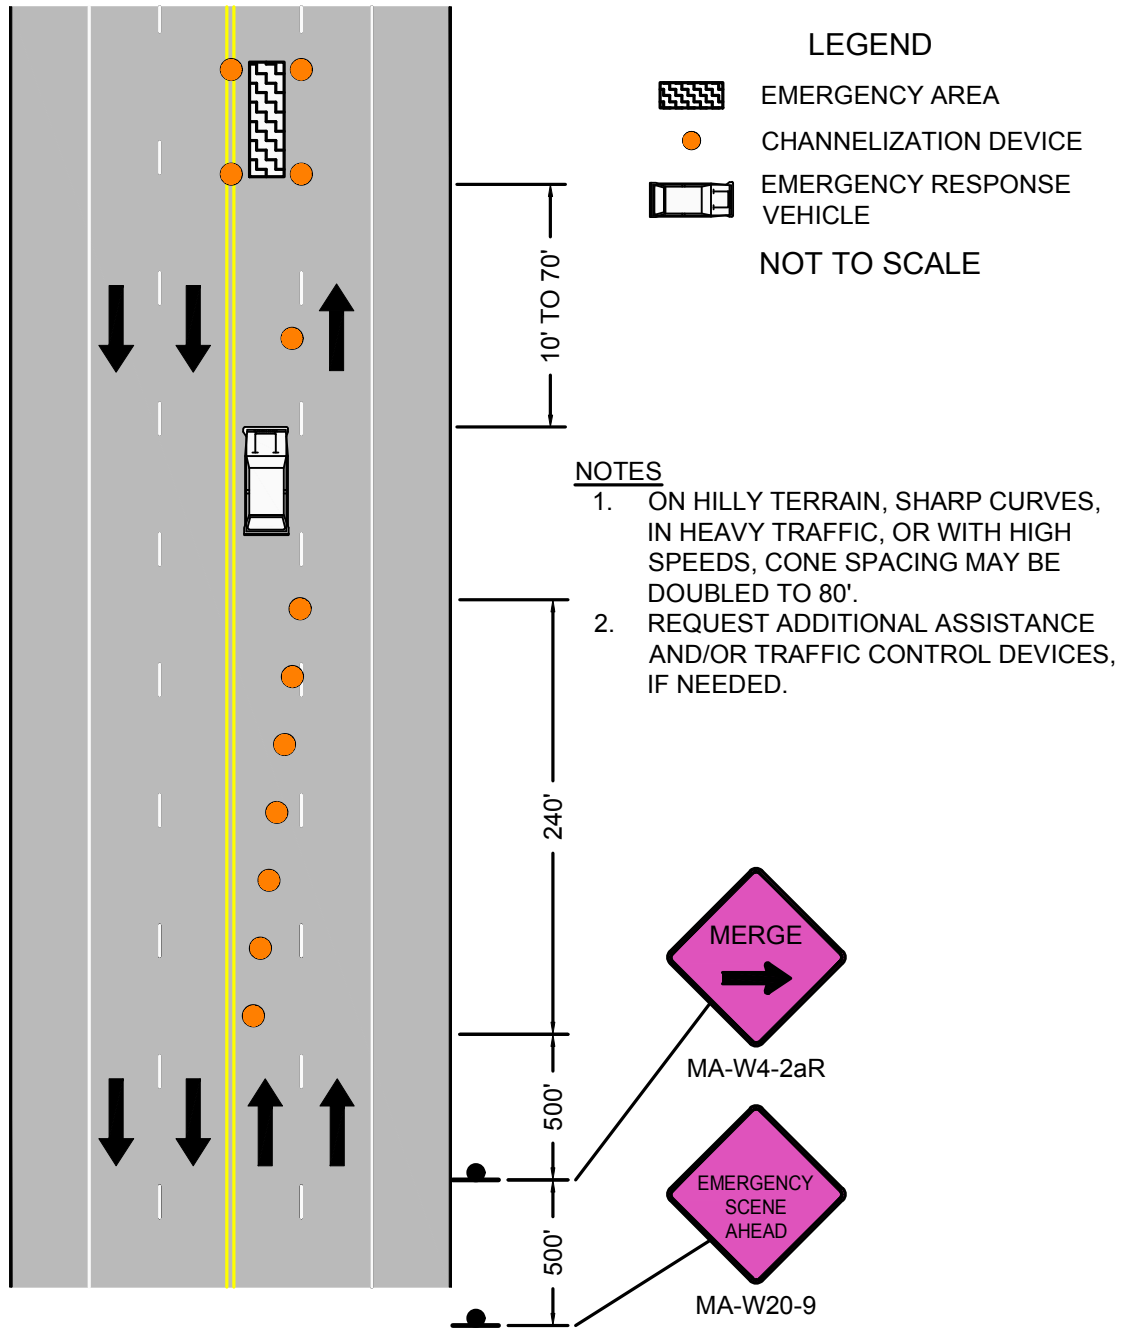 LEGEND
EMERGENCY AREA
CHANNELIZATION DEVICE
EMERGENCY RESPONSE
VEHICLE
NOT TO SCALE
10' TO 70'
NOTES
1. ON HILLY TERRAIN, SHARP CURVES,
IN HEAVY TRAFFIC, OR WITH HIGH
SPEEDS, CONE SPACING MAY BE
DOUBLED TO 80'.
2. REQUEST ADDITIONAL ASSISTANCE
AND/OR TRAFFIC CONTROL DEVICES,
IF NEEDED.
240'
MERGE
MA-W4-2aR
500'
EMERGENCY
SCENE
AHEAD
500'
MA-W20-9